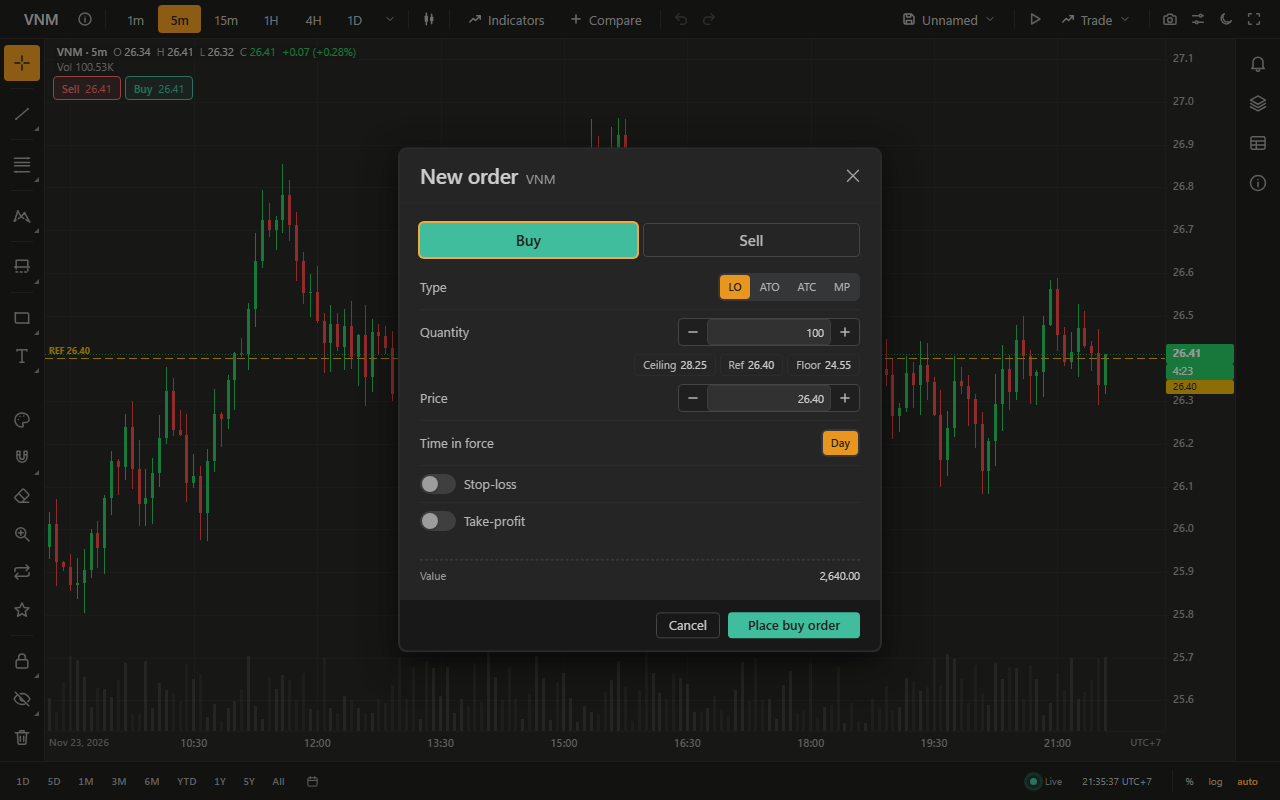 VNM 1m 5m 15m 1H 4H 1D Indicators Compare Unnamed Trade
VNM · 5m O 26.34 H 26.41 L 26.32 C 26.41 +0.07 (+0.28%)
Vol 100.53K
Sell 26.41 Buy 26.41
27.1
27.0
26.9
26.8
26.7
26.6
26.5
REF 26.40
26.41
4:23
26.40
26.3
26.2
26.1
26.0
25.9
25.8
25.7
25.6
New order VNM
Buy Sell
Type LO ATO ATC MP
Quantity 100
Ceiling 28.25 Ref 26.40 Floor 24.55
Price 26.40
Time in force Day
Stop-loss
Take-profit
Value 2,640.00
Cancel Place buy order
Nov 23, 2026 10:30 12:00 13:30 15:00 16:30 18:00 19:30 21:00 UTC+7
1D 5D 1M 3M 6M YTD 1Y 5Y All Live 21:35:37 UTC+7 % log auto